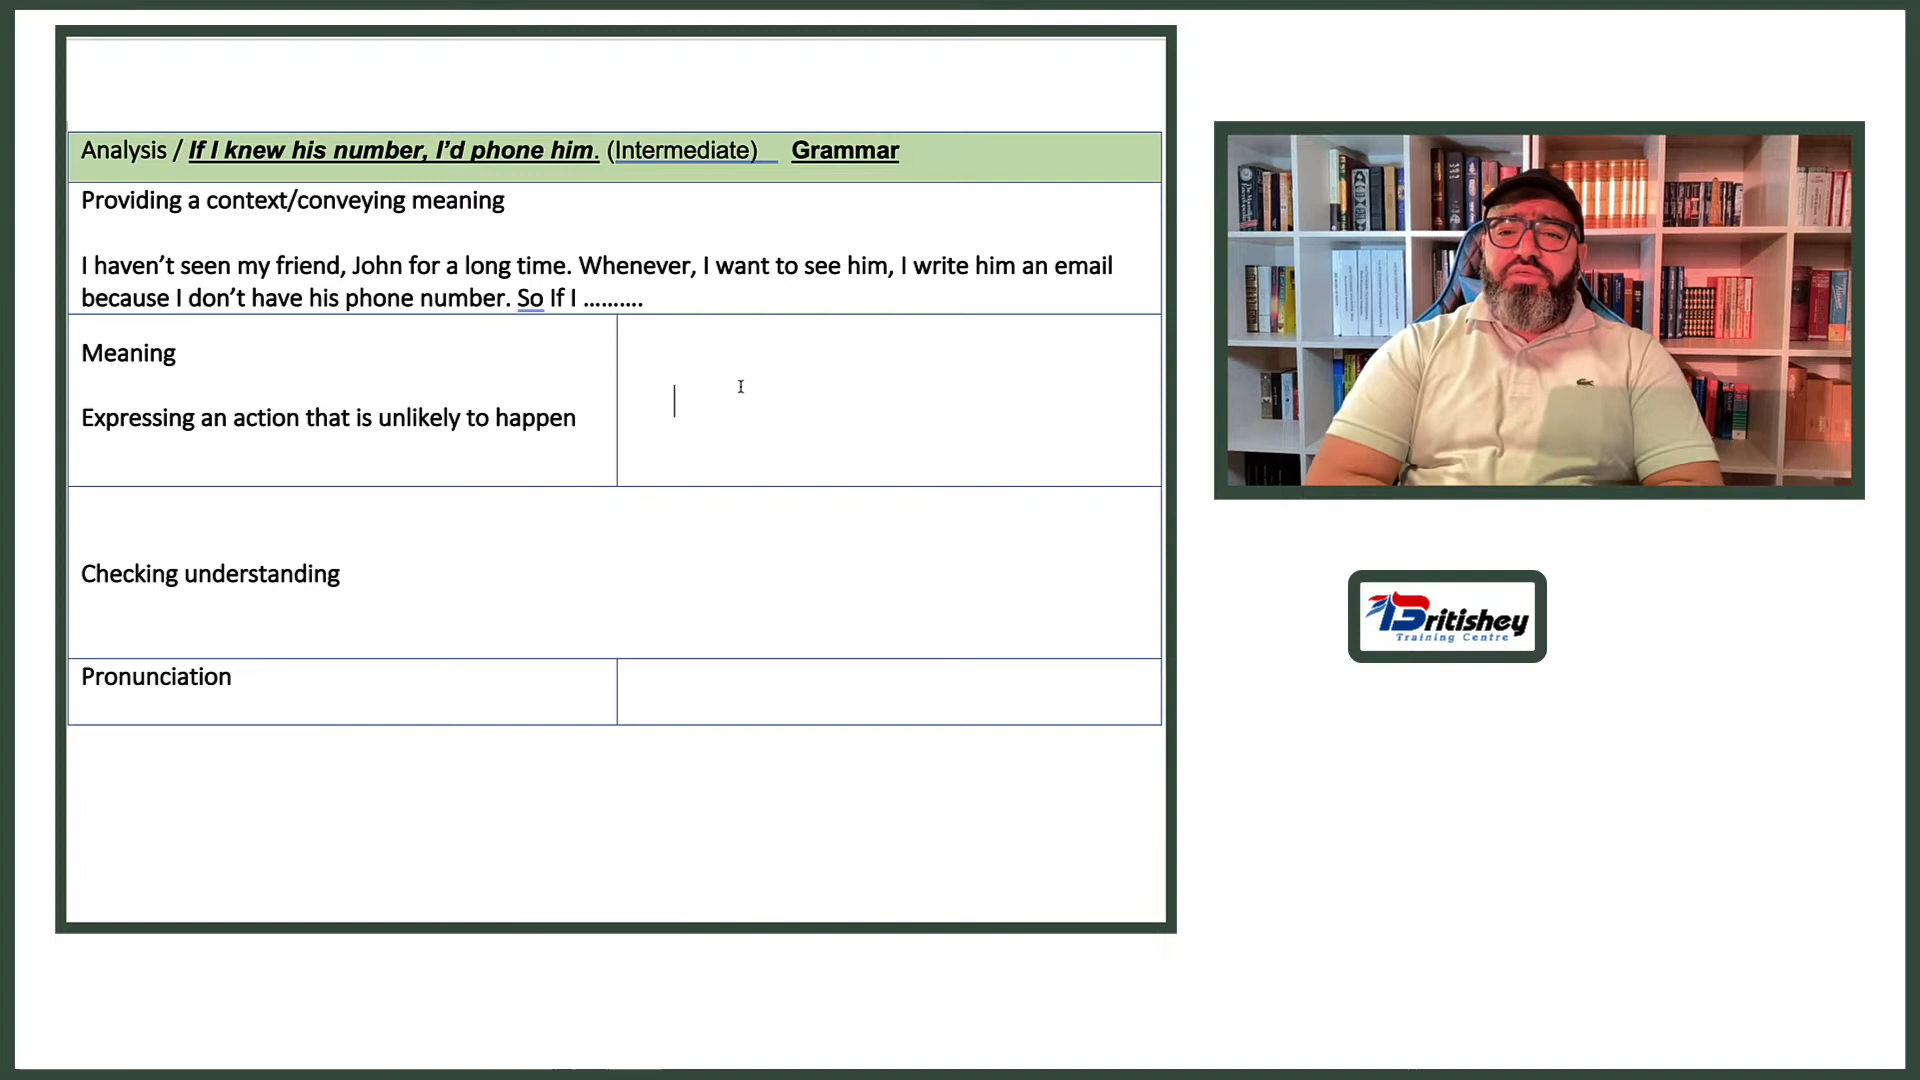 Analysis / If I knew his number, I’d phone him. (Intermediate) Grammar
Providing a context/conveying meaning
I haven’t seen my friend, John for a long time. Whenever, I want to see him, I write him an email
because I don’t have his phone number. So If I ..........
Meaning
Expressing an action that is unlikely to happen
Checking understanding
Pronunciation
Britishey
Training Centre